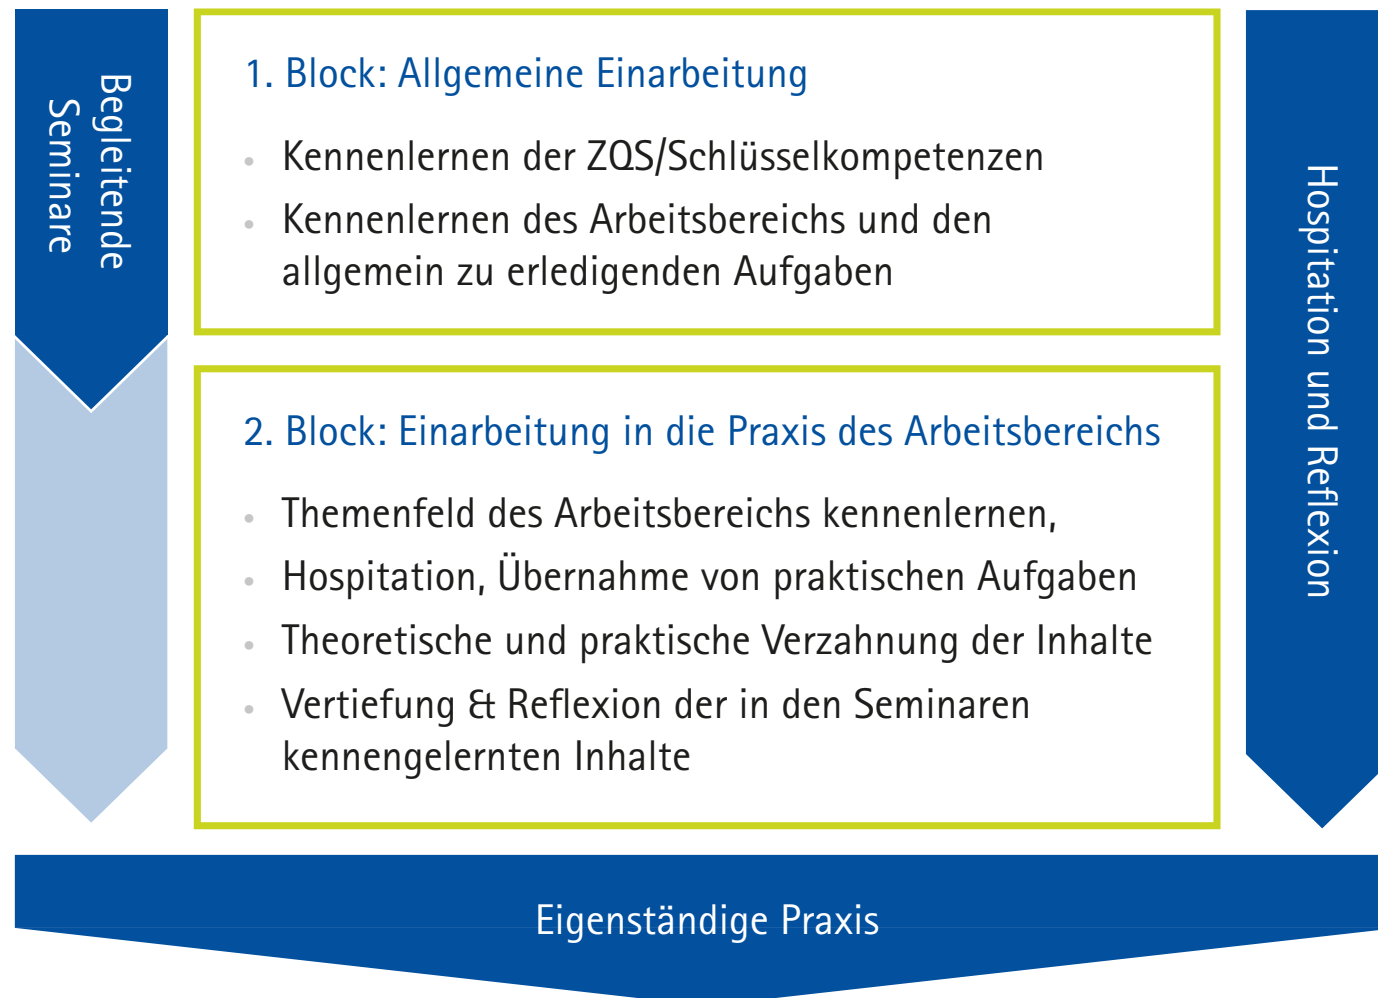 Begleitende
Seminare
1. Block: Allgemeine Einarbeitung
• Kennenlernen der ZQS/Schlüsselkompetenzen
• Kennenlernen des Arbeitsbereichs und den
allgemein zu erledigenden Aufgaben
2. Block: Einarbeitung in die Praxis des Arbeitsbereichs
• Themenfeld des Arbeitsbereichs kennenlernen,
• Hospitation, Übernahme von praktischen Aufgaben
• Theoretische und praktische Verzahnung der Inhalte
• Vertiefung & Reflexion der in den Seminaren
kennengelernten Inhalte
Hospitation und Reflexion
Eigenständige Praxis